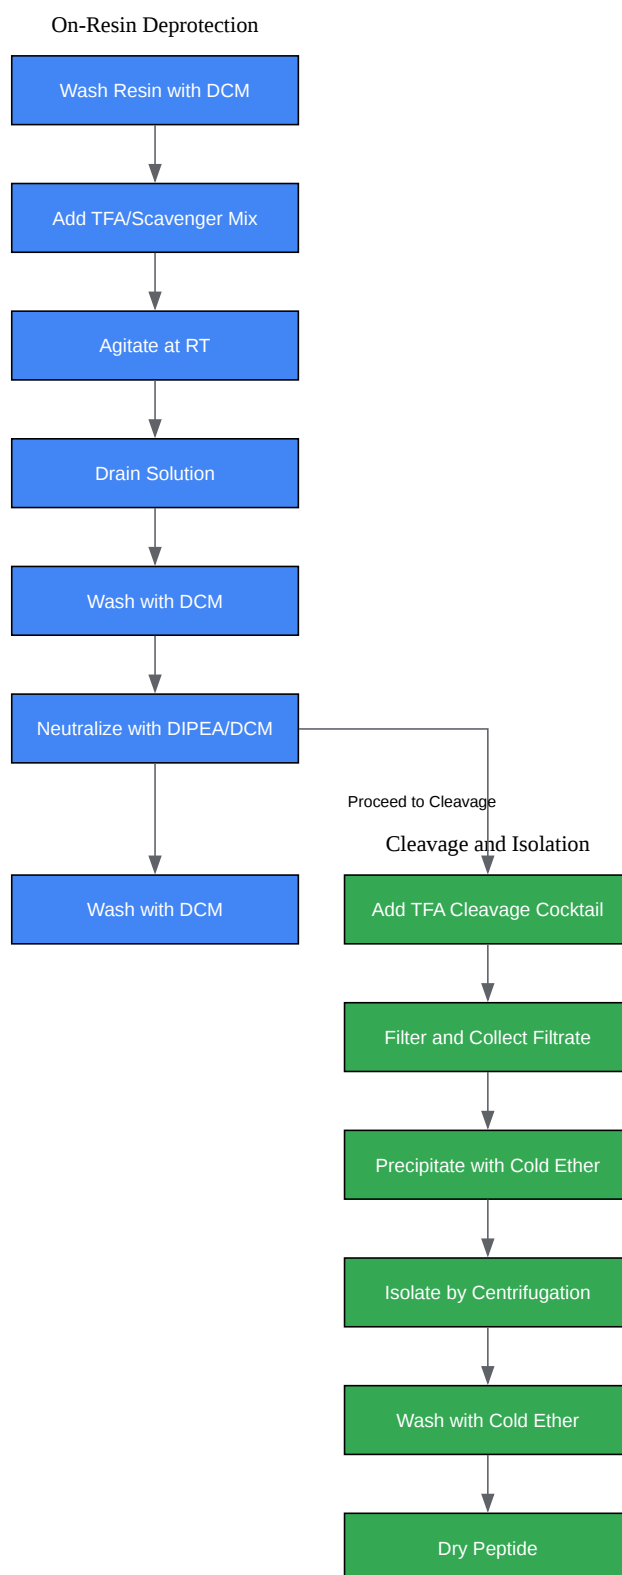 On-Resin Deprotection
Wash Resin with DCM
Add TFA/Scavenger Mix
Agitate at RT
Drain Solution
Wash with DCM
Neutralize with DIPEA/DCM
Wash with DCM
Proceed to Cleavage
Cleavage and Isolation
Add TFA Cleavage Cocktail
Filter and Collect Filtrate
Precipitate with Cold Ether
Isolate by Centrifugation
Wash with Cold Ether
Dry Peptide